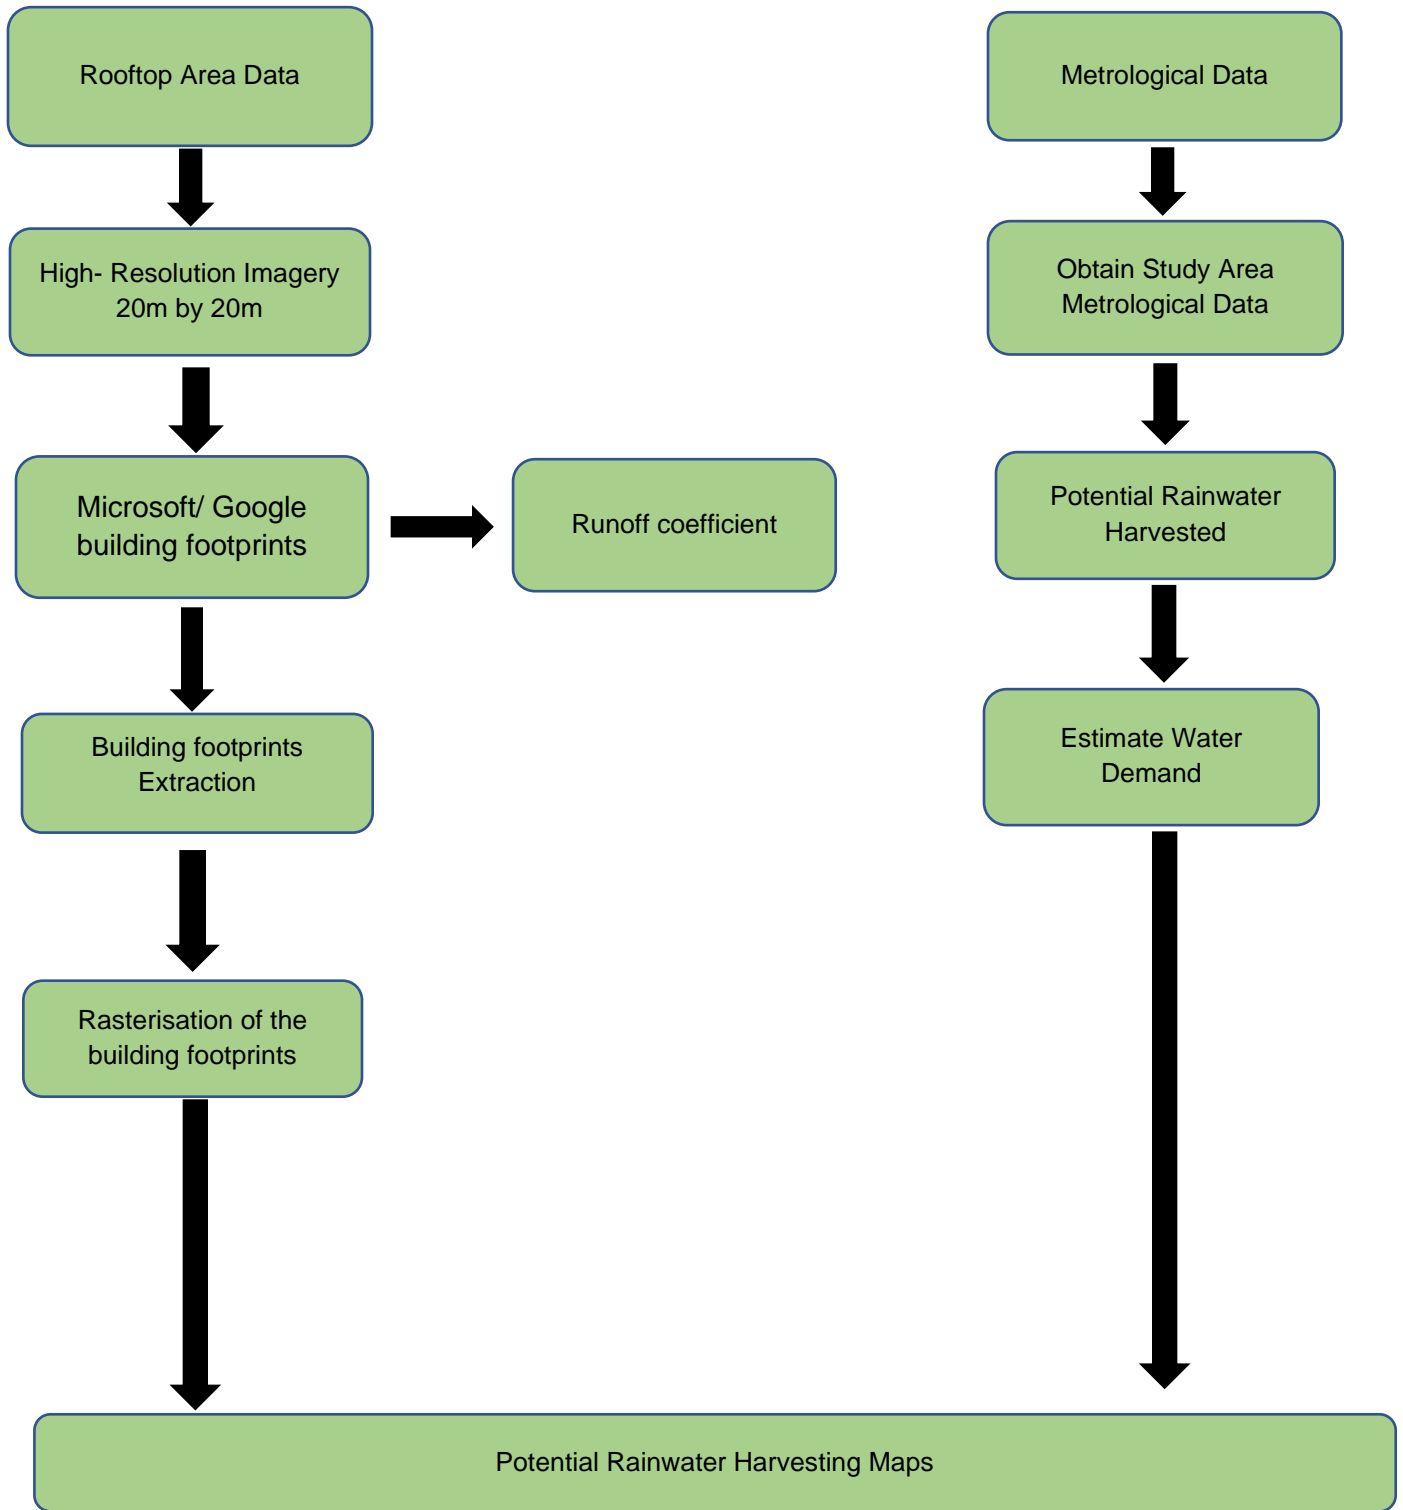 Rooftop Area Data
High- Resolution Imagery
20m by 20m
Microsoft/ Google
building footprints
Runoff coefficient
Building footprints
Extraction
Rasterisation of the
building footprints
Metrological Data
Obtain Study Area
Metrological Data
Potential Rainwater
Harvested
Estimate Water
Demand
Potential Rainwater Harvesting Maps